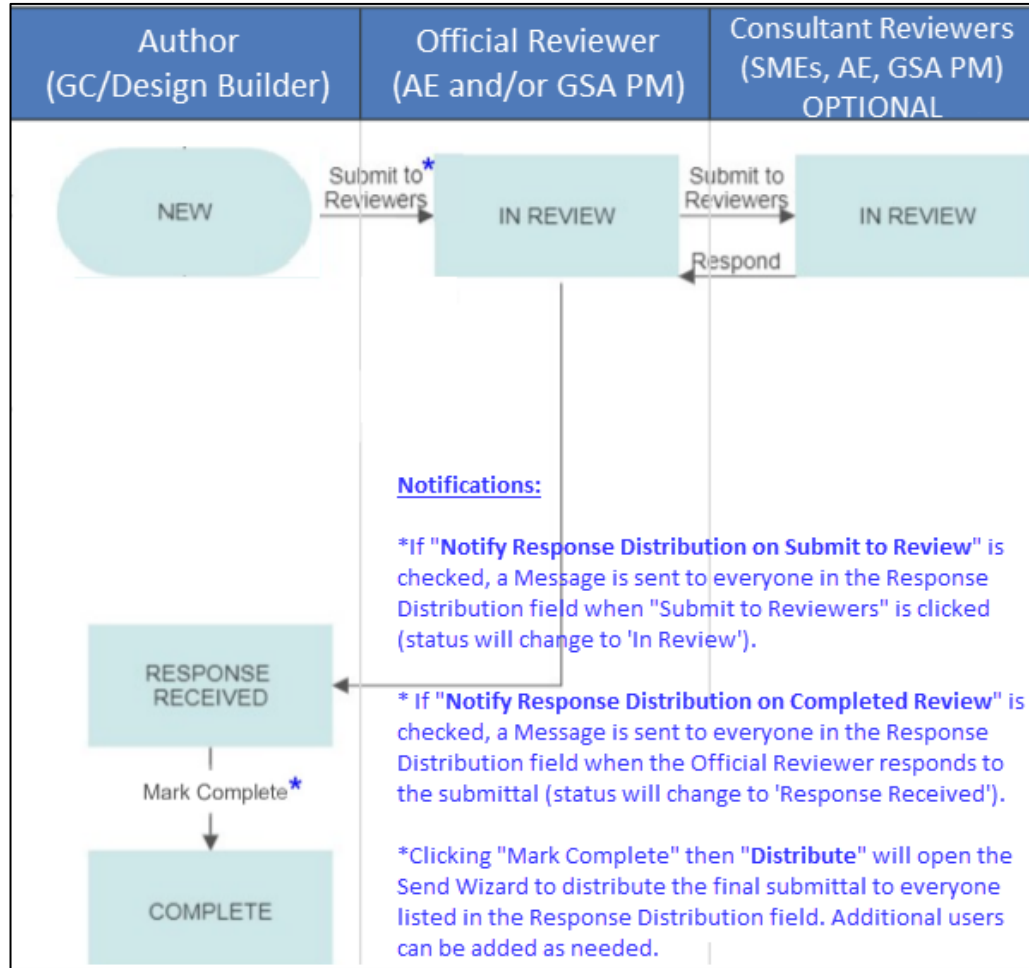 Author
(GC/Design Builder)
Official Reviewer
(AE and/or GSA PM)
Consultant Reviewers
(SMEs, AE, GSA PM)
OPTIONAL
NEW
Submit to*
Reviewers
IN REVIEW
Submit to
Reviewers
IN REVIEW
Respond
Notifications:
*If "Notify Response Distribution on Submit to Review" is
checked, a Message is sent to everyone in the Response
Distribution field when "Submit to Reviewers" is clicked
(status will change to 'In Review').
RESPONSE
RECEIVED
* If "Notify Response Distribution on Completed Review" is
checked, a Message is sent to everyone in the Response
Distribution field when the Official Reviewer responds to
the submittal (status will change to 'Response Received').
Mark Complete*
COMPLETE
*Clicking "Mark Complete" then "Distribute" will open the
Send Wizard to distribute the final submittal to everyone
listed in the Response Distribution field. Additional users
can be added as needed.